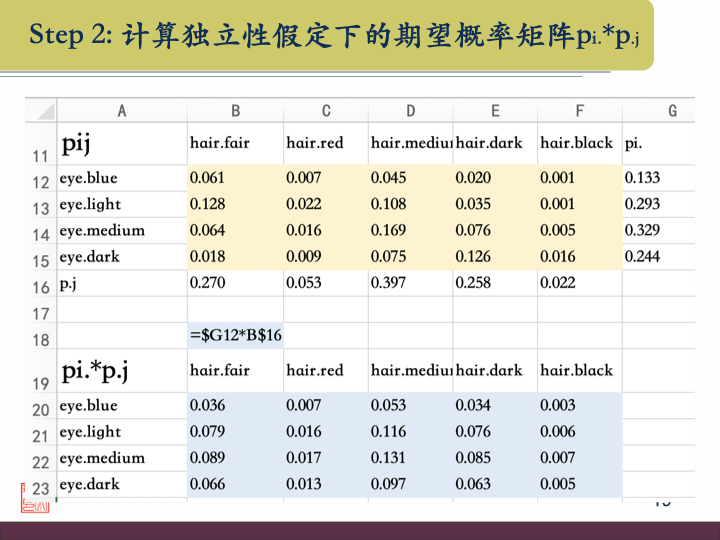 Step 2: 计算独立性假定下的期望概率矩阵pi.*p.j
A B C D E F G
11 pij hair.fair hair.red hair.mediu hair.dark hair.black pi.
12 eye.blue 0.061 0.007 0.045 0.020 0.001 0.133
13 eye.light 0.128 0.022 0.108 0.035 0.001 0.293
14 eye.medium 0.064 0.016 0.169 0.076 0.005 0.329
15 eye.dark 0.018 0.009 0.075 0.126 0.016 0.244
16 p.j 0.270 0.053 0.397 0.258 0.022
17
18 =$G12*B$16
19 pi.*p.j hair.fair hair.red hair.mediu hair.dark hair.black
20 eye.blue 0.036 0.007 0.053 0.034 0.003
21 eye.light 0.079 0.016 0.116 0.076 0.006
22 eye.medium 0.089 0.017 0.131 0.085 0.007
23 eye.dark 0.066 0.013 0.097 0.063 0.005